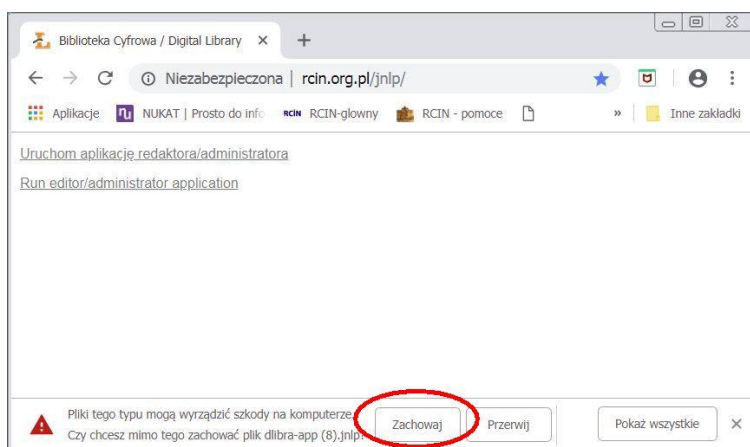 Biblioteka Cyfrowa / Digital Library
Niezabezpieczona | rcin.org.pl/jnlp/
Aplikacje NUKAT | Prosto do info RCIN RCIN-glowny RCIN - pomoce » Inne zakładki
Uruchom aplikację redaktora/administratora
Run editor/administrator application
Pliki tego typu mogą wyrządzić szkody na komputerze.
Czy chcesz mimo tego zachować plik dlibra-app (8).jnlp?
Zachowaj Przerwij Pokaż wszystkie